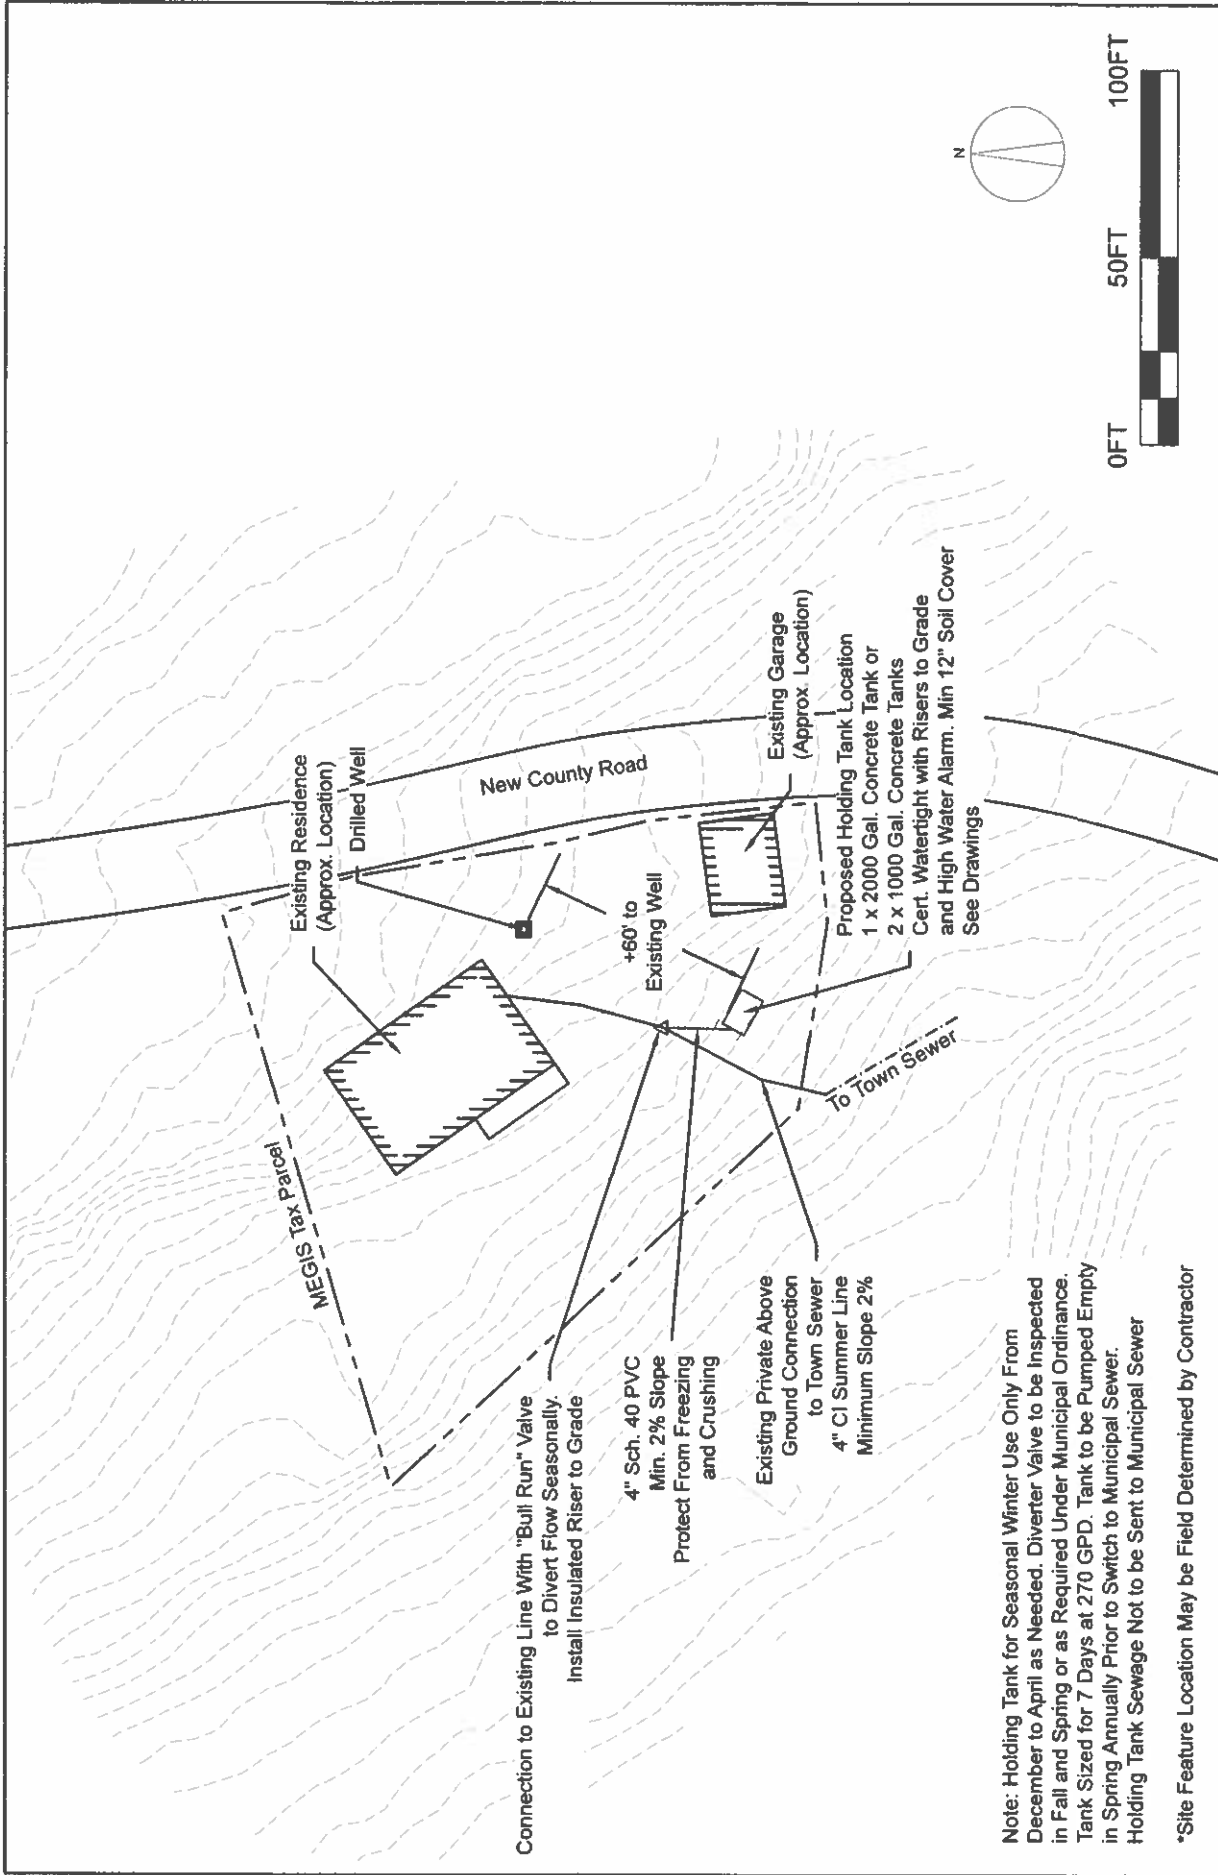 Existing Residence
(Approx. Location)
Drilled Well
New County Road
MEGIS Tax Parcel
+60' to
Existing Well
Existing Garage
(Approx. Location)
Proposed Holding Tank Location
1 x 2000 Gal. Concrete Tank or
2 x 1000 Gal. Concrete Tanks
Cert. Watertight with Risers to Grade
and High Water Alarm. Min 12" Soil Cover
See Drawings
To Town Sewer
Connection to Existing Line With "Bull Run" Valve
to Divert Flow Seasonally.
Install Insulated Riser to Grade
4" Sch. 40 PVC
Min. 2% Slope
Protect From Freezing
and Crushing
Existing Private Above
Ground Connection
to Town Sewer
4" CI Summer Line
Minimum Slope 2%
N
0FT 50FT 100FT
Note: Holding Tank for Seasonal Winter Use Only From
December to April as Needed. Diverter Valve to be Inspected
in Fall and Spring or as Required Under Municipal Ordinance.
Tank Sized for 7 Days at 270 GPD. Tank to be Pumped Empty
in Spring Annually Prior to Switch to Municipal Sewer.
Holding Tank Sewage Not to be Sent to Municipal Sewer
*Site Feature Location May be Field Determined by Contractor